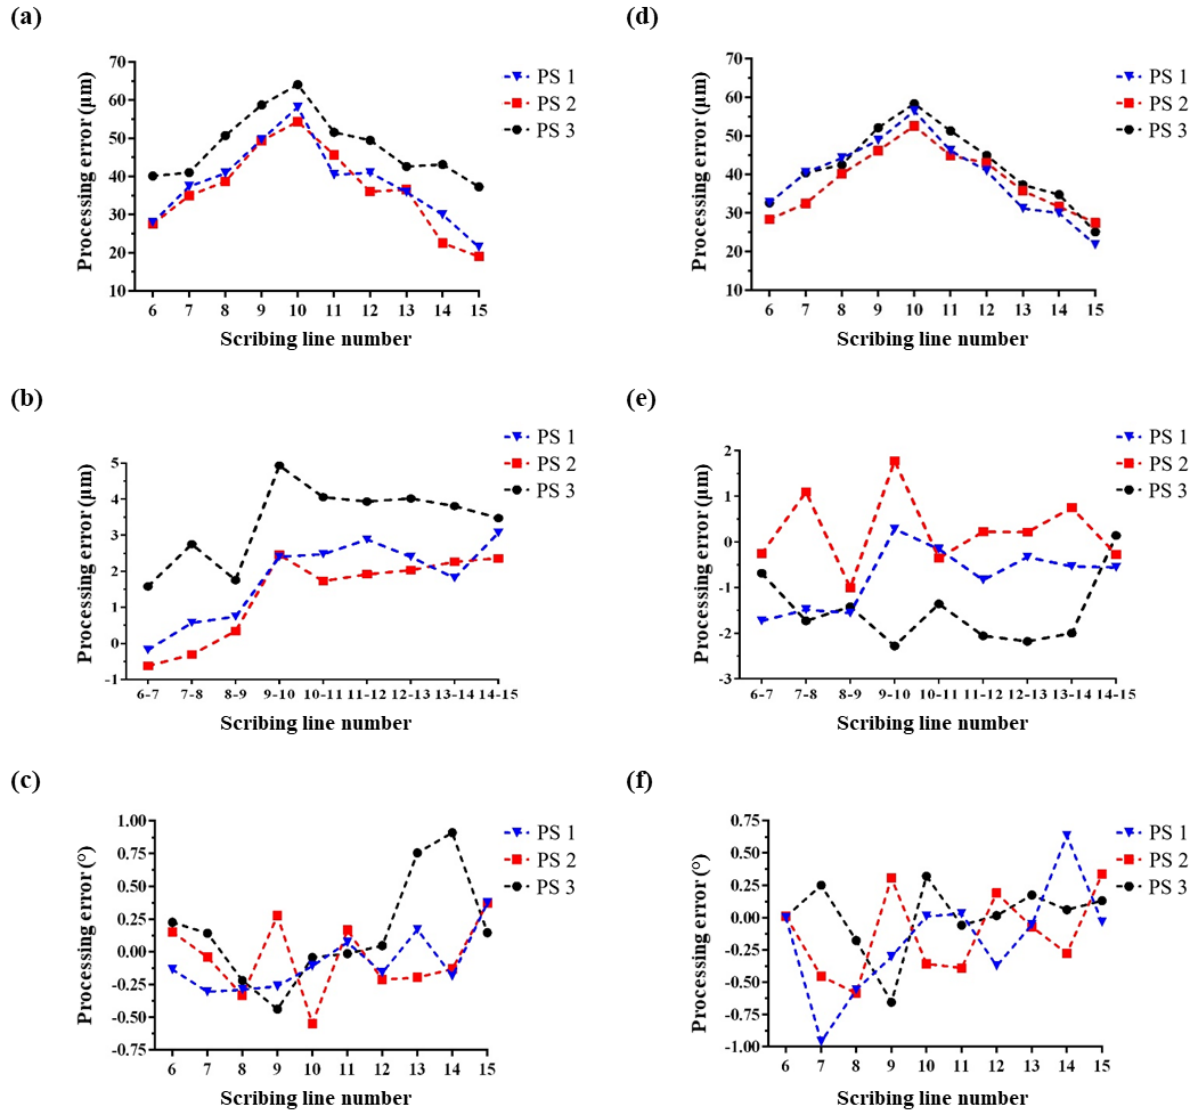 (a)
Processing error (μm)
70
60
50
40
30
20
10
6 7 8 9 10 11 12 13 14 15
Scribing line number
PS 1
PS 2
PS 3
(d)
Processing error (μm)
70
60
50
40
30
20
10
6 7 8 9 10 11 12 13 14 15
Scribing line number
PS 1
PS 2
PS 3
(b)
Processing error (μm)
5
4
3
2
1
0
-1
6-7 7-8 8-9 9-10 10-11 11-12 12-13 13-14 14-15
Scribing line number
PS 1
PS 2
PS 3
(e)
Processing error (μm)
2
1
0
-1
-2
-3
6-7 7-8 8-9 9-10 10-11 11-12 12-13 13-14 14-15
Scribing line number
PS 1
PS 2
PS 3
(c)
Processing error (°)
1.00
0.75
0.50
0.25
0.00
-0.25
-0.50
-0.75
6 7 8 9 10 11 12 13 14 15
Scribing line number
PS 1
PS 2
PS 3
(f)
Processing error (°)
0.75
0.50
0.25
0.00
-0.25
-0.50
-0.75
-1.00
6 7 8 9 10 11 12 13 14 15
Scribing line number
PS 1
PS 2
PS 3